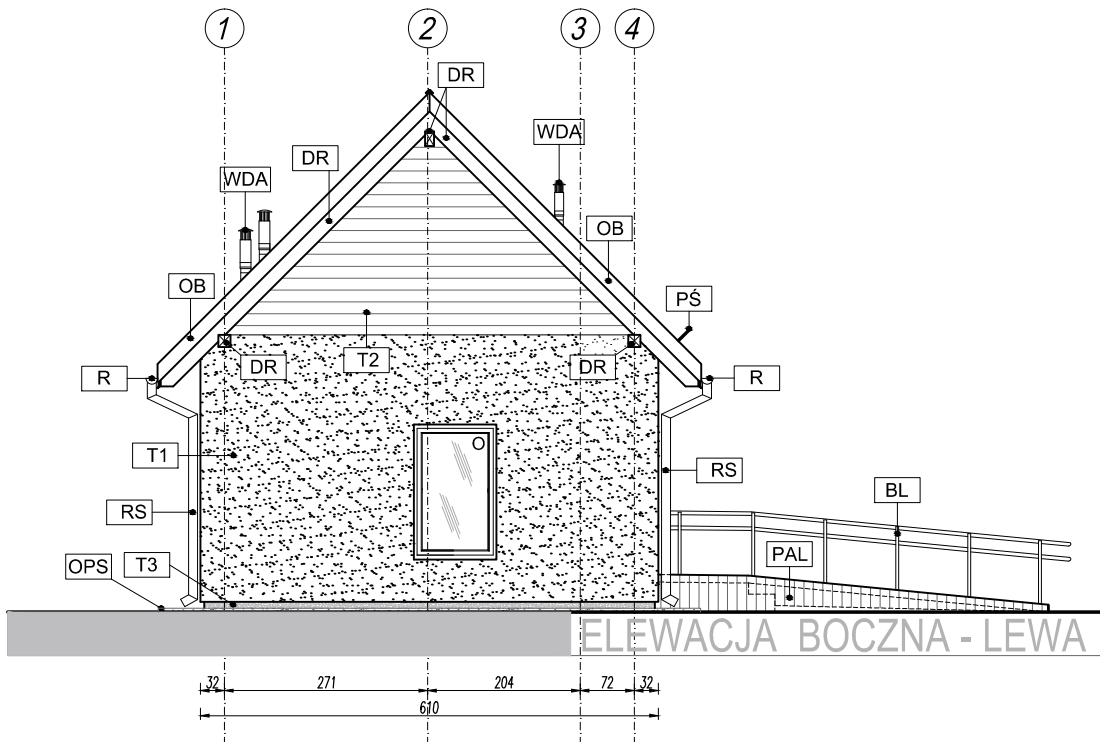 1 2 3 4
DR
WDA
DR
WDA
OB
OB
PŚ
DR
T2
DR
R
R
T1
RS
RS
BL
OPS
T3
PAL
ELEWACJA BOCZNA - LEWA
32 271 204 72 32
610